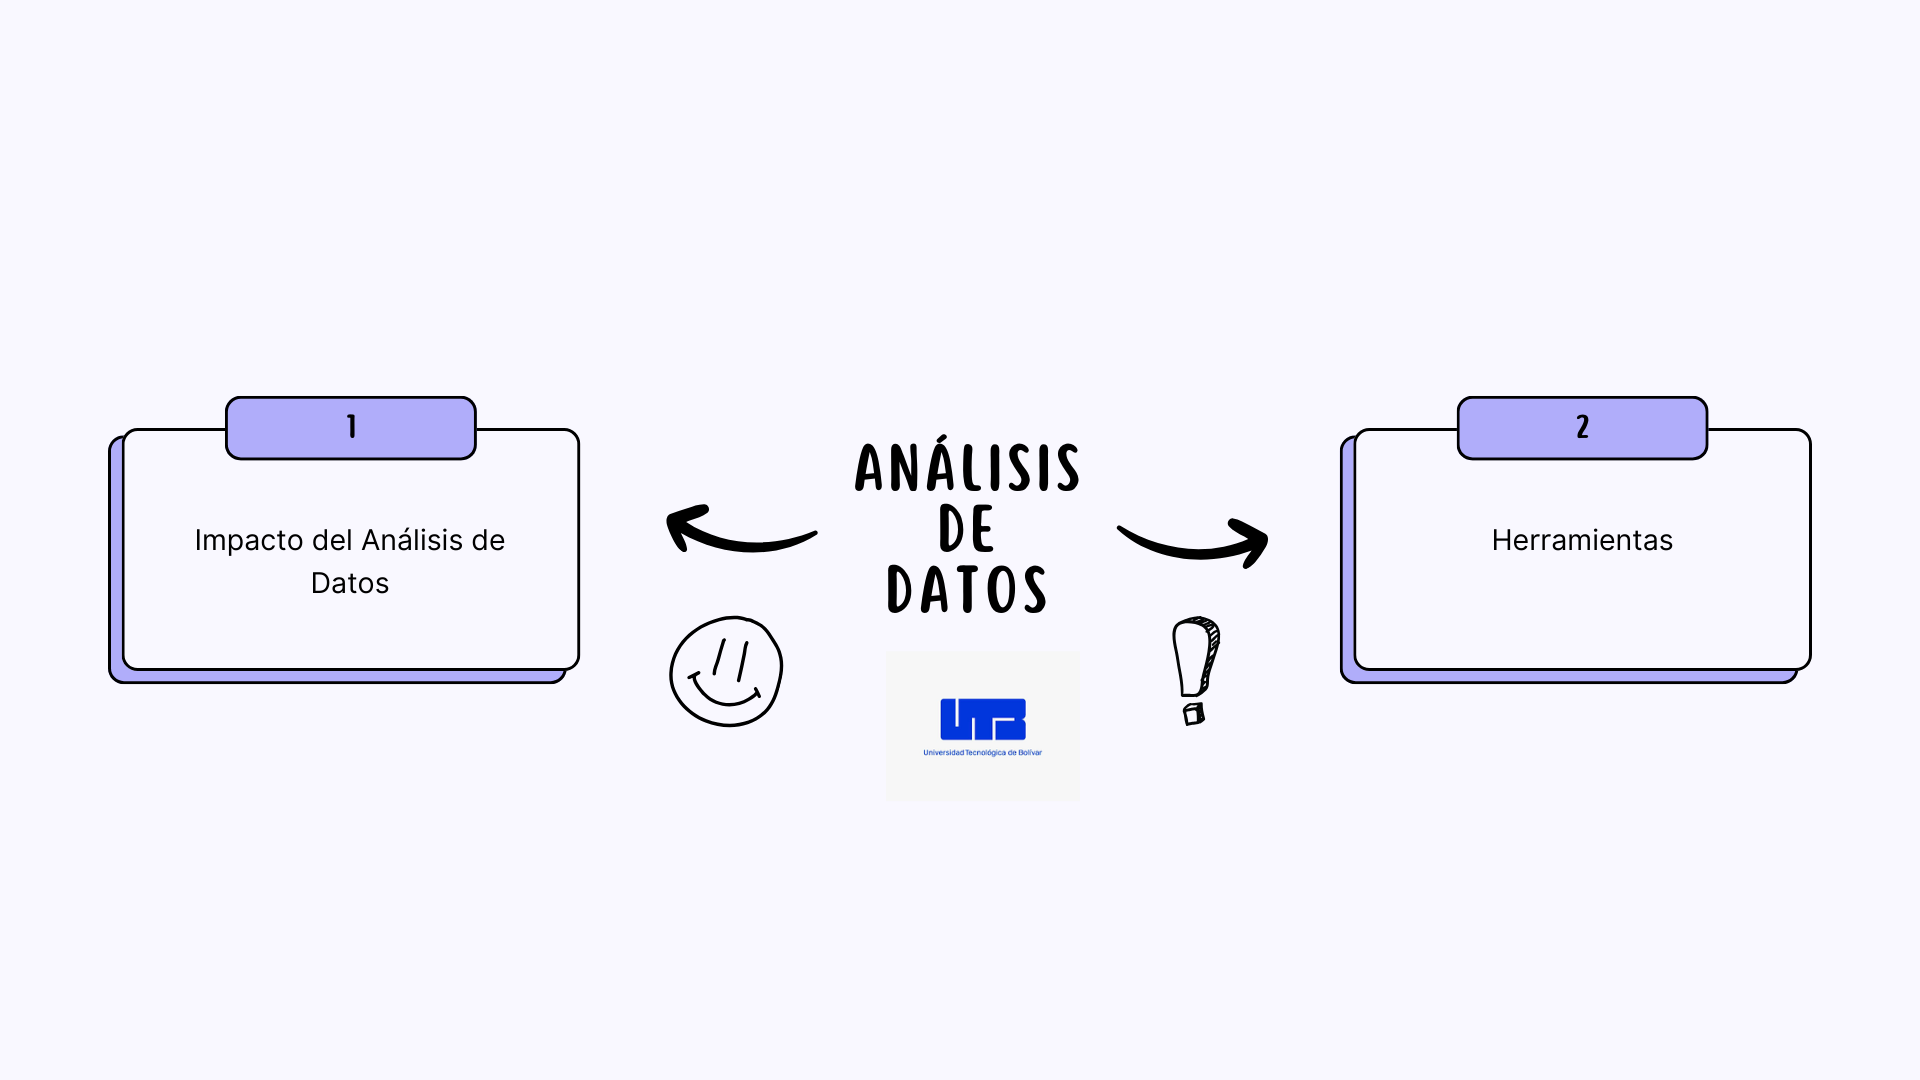 1
Impacto del Análisis de
Datos
ANÁLISIS
DE
DATOS
UTB
Universidad Tecnológica de Bolívar
2
Herramientas